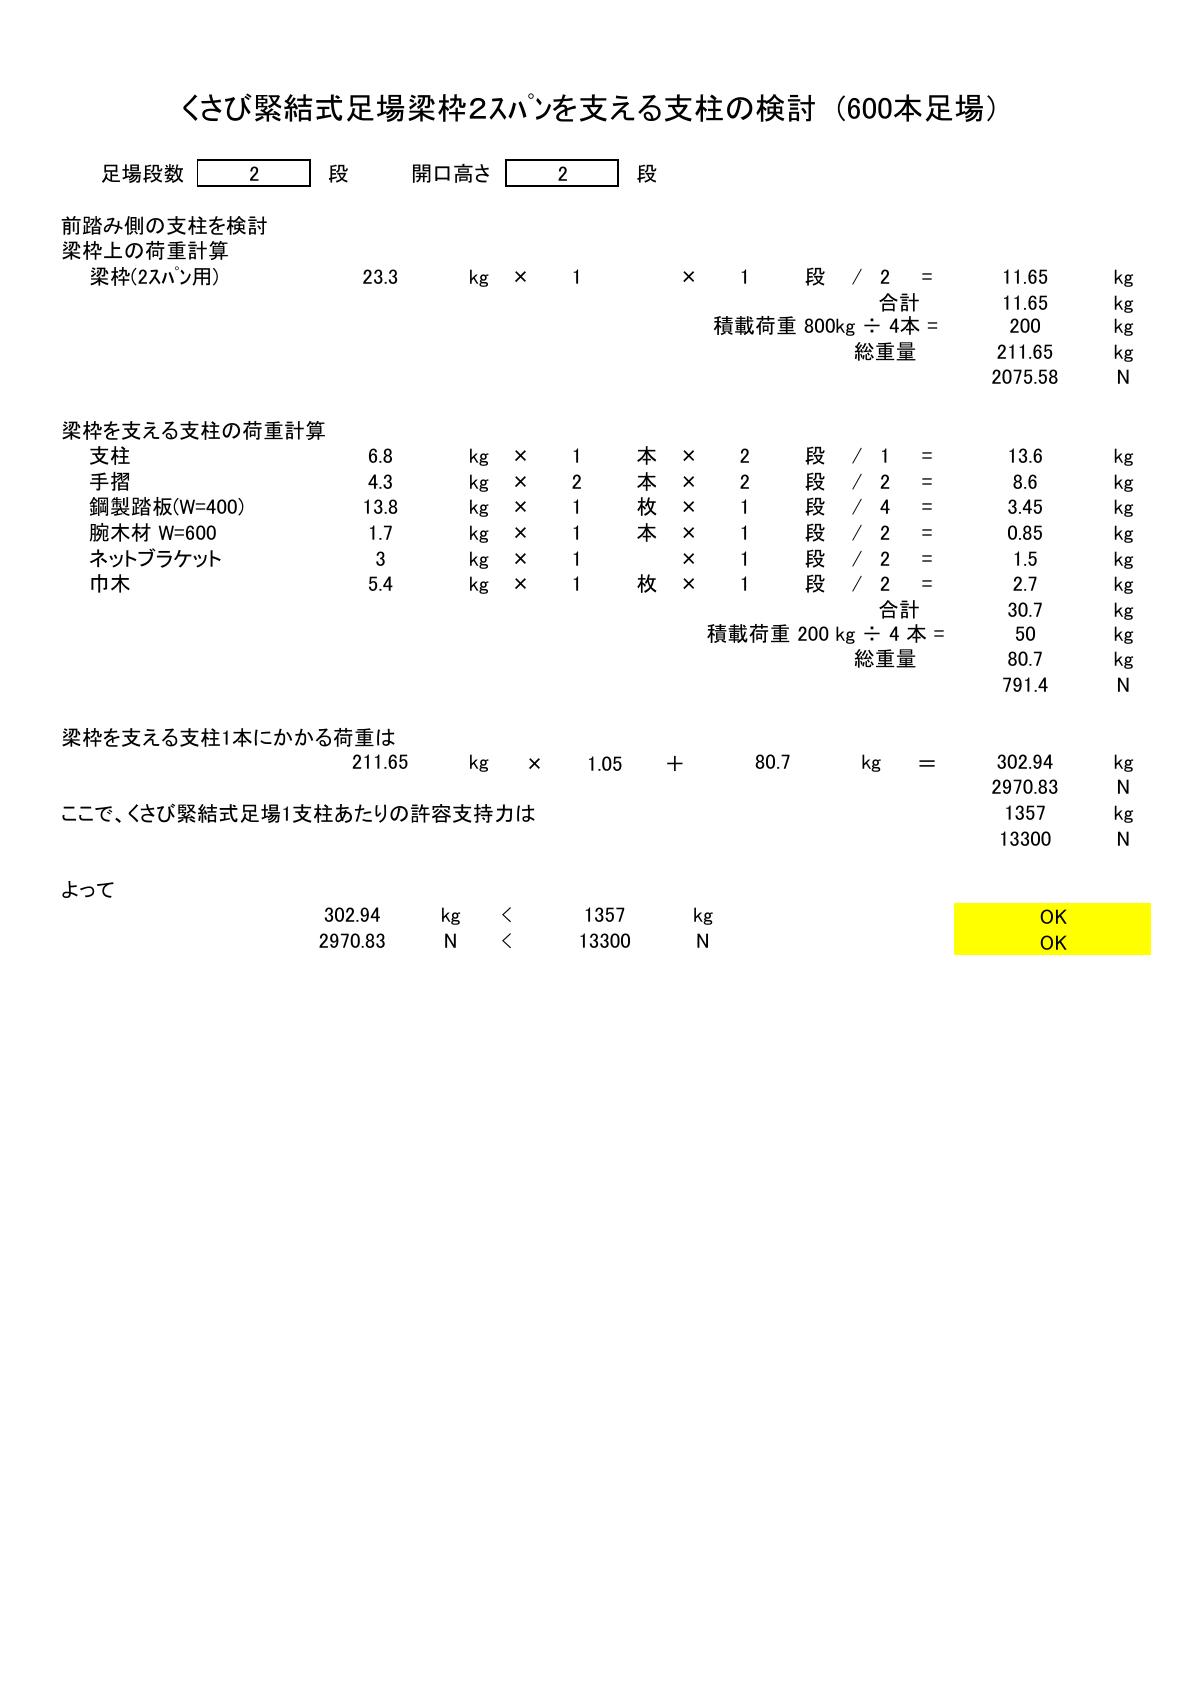 くさび緊結式足場梁枠２ｽﾊﾟﾝを支える支柱の検討（600本足場）
足場段数 2 段 開口高さ 2 段
前踏み側の支柱を検討
梁枠上の荷重計算
梁枠(2ｽﾊﾟﾝ用) 23.3 kg × 1 × 1 段 / 2 = 11.65 kg
合計 11.65 kg
積載荷重 800kg ÷ 4本 = 200 kg
総重量 211.65 kg
2075.58 N
梁枠を支える支柱の荷重計算
支柱 6.8 kg × 1 本 × 2 段 / 1 = 13.6 kg
手摺 4.3 kg × 2 本 × 2 段 / 2 = 8.6 kg
鋼製踏板(W=400) 13.8 kg × 1 枚 × 1 段 / 4 = 3.45 kg
腕木材 W=600 1.7 kg × 1 本 × 1 段 / 2 = 0.85 kg
ネットブラケット 3 kg × 1 × 1 段 / 2 = 1.5 kg
巾木 5.4 kg × 1 枚 × 1 段 / 2 = 2.7 kg
合計 30.7 kg
積載荷重 200 kg ÷ 4 本 = 50 kg
総重量 80.7 kg
791.4 N
梁枠を支える支柱1本にかかる荷重は
211.65 kg × 1.05 ＋ 80.7 kg ＝ 302.94 kg
2970.83 N
ここで、くさび緊結式足場1支柱あたりの許容支持力は 1357 kg
13300 N
よって
302.94 kg < 1357 kg OK
2970.83 N < 13300 N OK